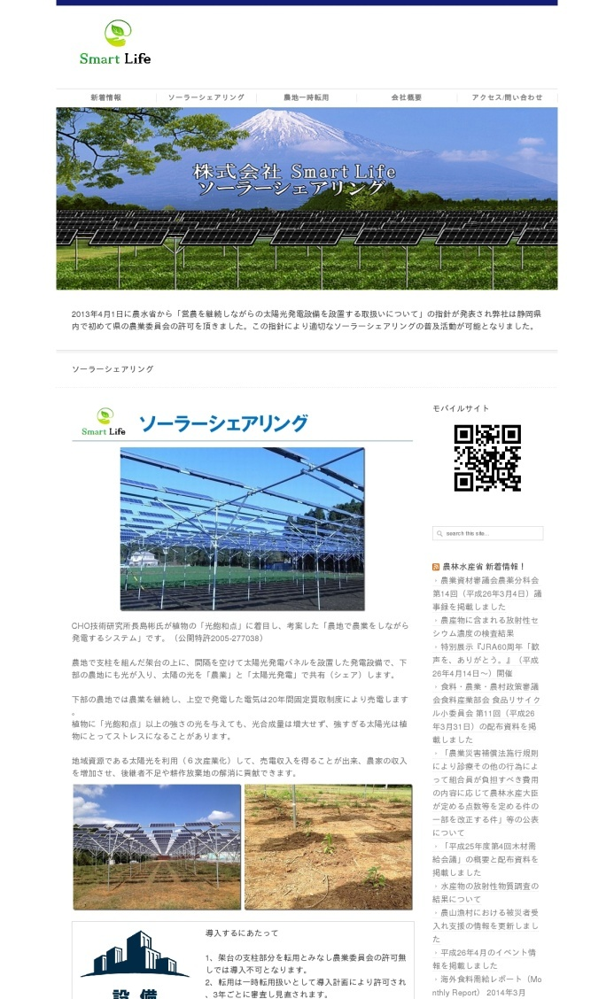 Smart Life
新着情報
ソーラーシェアリング
農地一時転用
会社概要
アクセス/問い合わせ
株式会社 Smart Life
ソーラーシェアリング
2013年4月1日に農水省から「営農を継続しながらの太陽光発電設備を設置する取扱いについて」の指針が発表され弊社は静岡県
内で初めて県の農業委員会の許可を頂きました。この指針により適切なソーラーシェアリングの普及活動が可能となりました。
ソーラーシェアリング
Smart Life
ソーラーシェアリング
CHO技術研究所長島彬氏が植物の「光飽和点」に着目し、考案した「農地で農業をしながら
発電するシステム」です。（公開特許2005-277038）
農地で支柱を組んだ架台の上に、間隔を空けて太陽光発電パネルを設置した発電設備で、下
部の農地にも光が入り、太陽の光を「農業」と「太陽光発電」で共有（シェア）します。
下部の農地では農業を継続し、上空で発電した電気は20年間固定買取制度により売電します
。
植物に「光飽和点」以上の強さの光を与えても、光合成量は増大せず、強すぎる太陽光は植
物にとってストレスになることがあります。
地域資源である太陽光を利用（６次産業化）して、売電収入を得ることが出来、農家の収入
を増加させ、後継者不足や耕作放棄地の解消に貢献できます。
設 備
導入するにあたって
1、架台の支柱部分を転用とみなし農業委員会の許可無
しでは導入不可となります。
2、転用は一時転用扱いとして導入計画により許可され
、3年ごとに審査し見直されます。
モバイルサイト
search this site...
農林水産省 新着情報！
・農業資材審議会農薬分科会
第14回（平成26年3月4日）議
事録を掲載しました
・農産物に含まれる放射性セ
シウム濃度の検査結果
・特別展示『JRA60周年「歓
声を、ありがとう。』（平成
26年4月14日〜）開催
・食料・農業・農村政策審議
会食料産業部会 食品リサイク
ル小委員会 第11回（平成26
年3月31日）の配布資料を掲
載しました
・「農業災害補償法施行規則
により診療その他の行為によ
って組合員が負担すべき費用
の内容に応じて農林水産大臣
が定める点数等を定める件の
一部を改正する件」等の公表
について
・「平成25年度第4回木材需
給会議」の概要と配布資料を
掲載しました
・水産物の放射性物質調査の
結果について
・農山漁村における被災者受
入れ支援の情報を更新しまし
た
・平成26年4月のイベント情
報を掲載しました
・海外食料需給レポート（Mo
nthly Report） 2014年3月